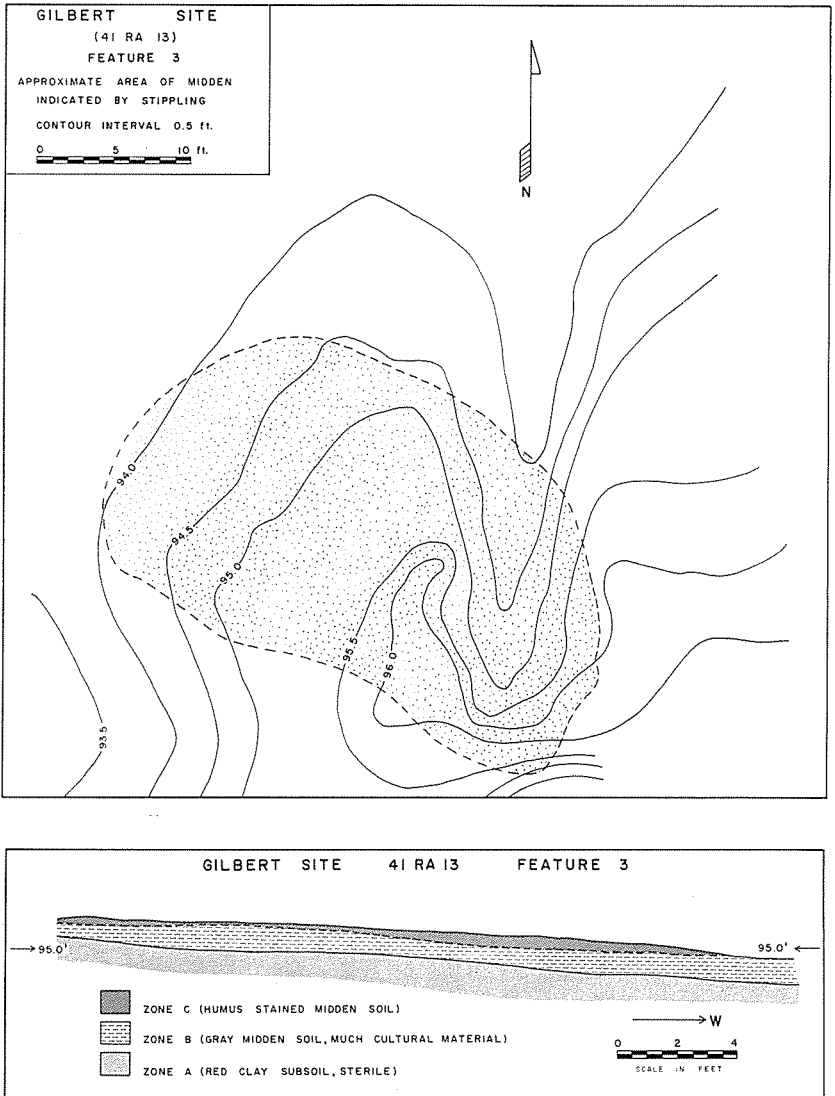 GILBERT SITE
(41 RA 13)
FEATURE 3
APPROXIMATE AREA OF MIDDEN
INDICATED BY STIPPLING
CONTOUR INTERVAL 0.5 ft.
0 5 10 ft.
N
94.0
94.5
95.0
95.5
96.0
93.5
GILBERT SITE 41 RA 13 FEATURE 3
95.0'
95.0'
ZONE C (HUMUS STAINED MIDDEN SOIL)
ZONE B (GRAY MIDDEN SOIL, MUCH CULTURAL MATERIAL)
ZONE A (RED CLAY SUBSOIL, STERILE)
W
0 2 4
SCALE IN FEET